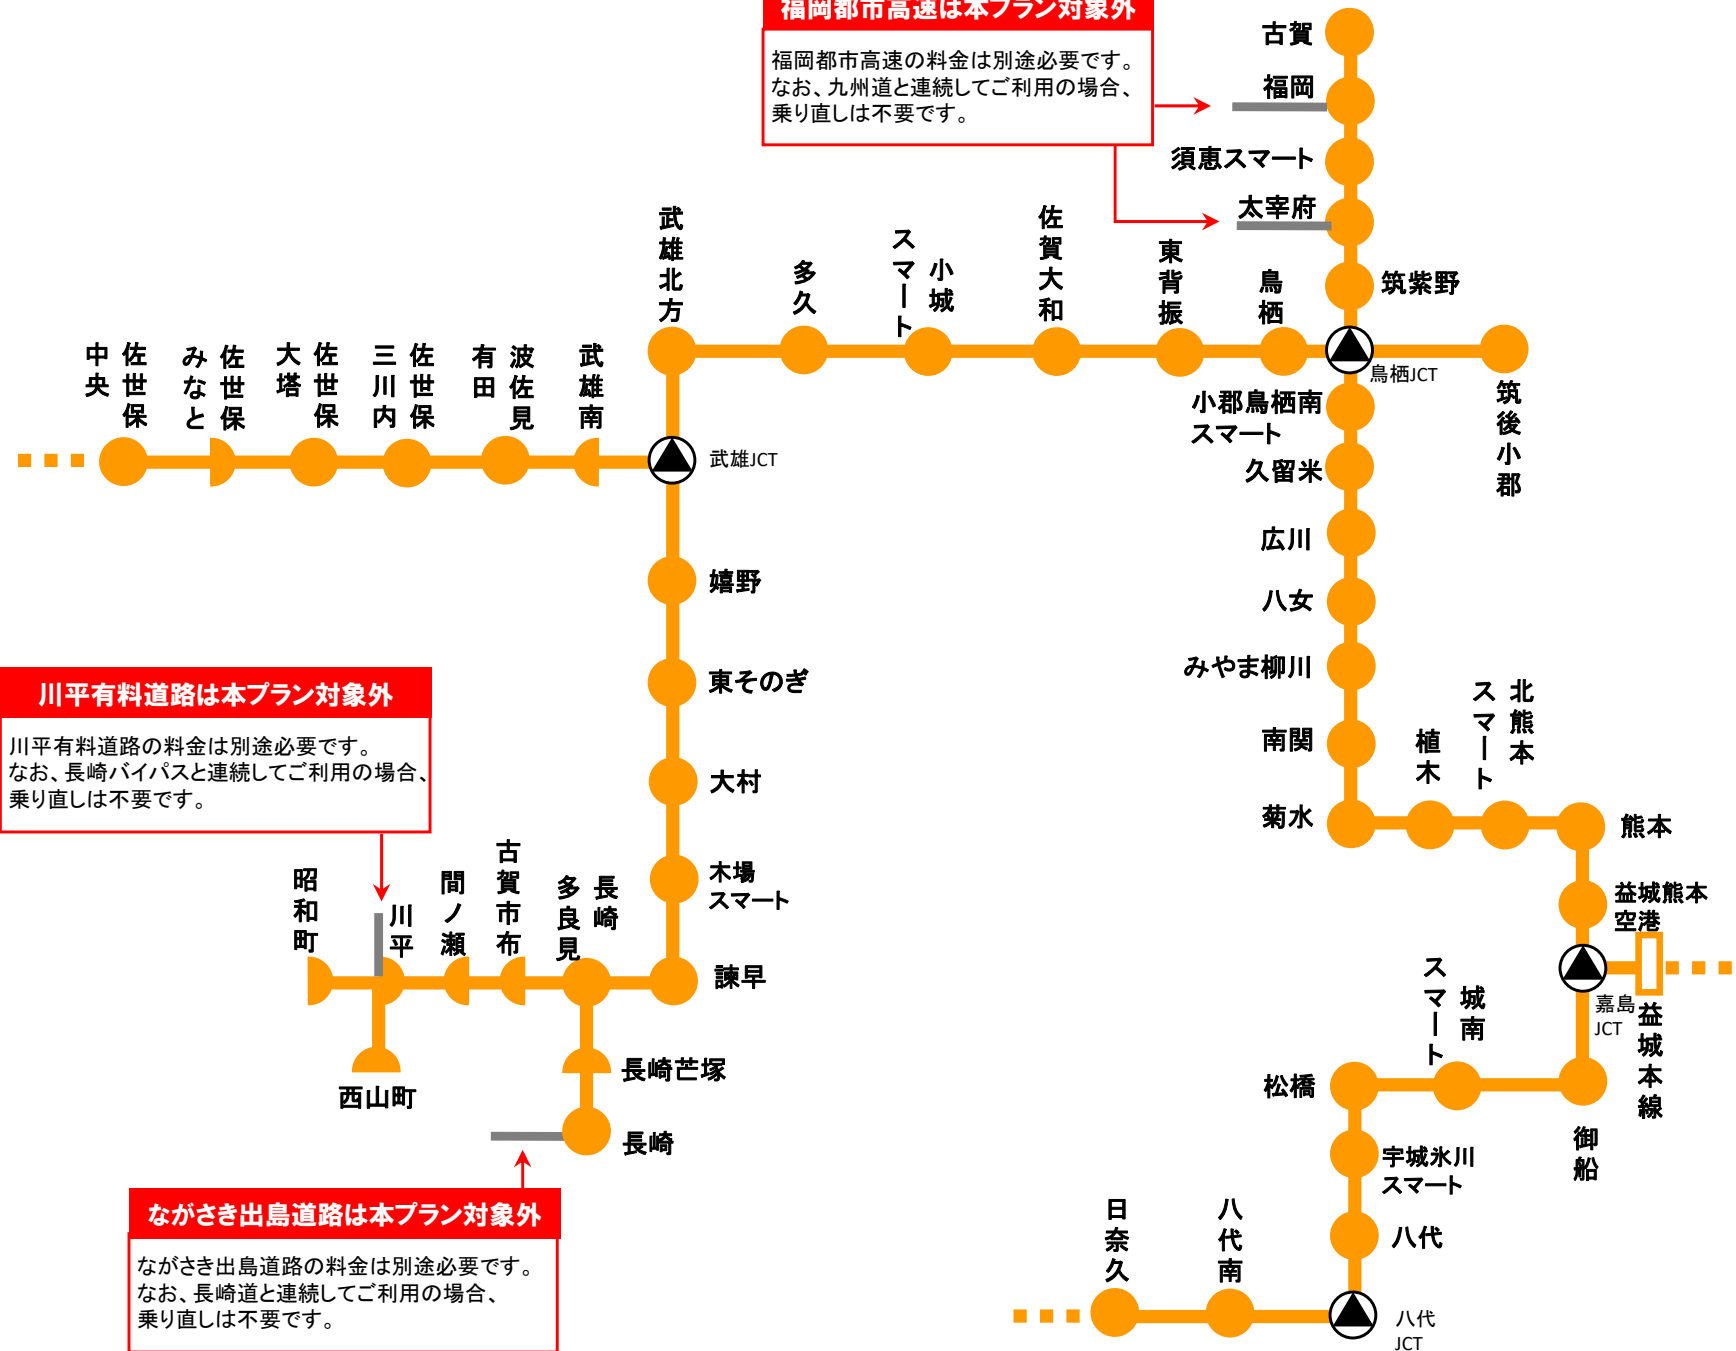 福岡都市高速は本プラン対象外
福岡都市高速の料金は別途必要です。
なお、九州道と連続してご利用の場合、
乗り直しは不要です。
古賀
福岡
須恵スマート
太宰府
筑紫野
鳥栖JCT
筑後小郡
鳥栖
東背振
佐賀大和
小城
スマート
多久
武雄北方
武雄JCT
武雄南
波佐見
有田
佐世保
三川内
佐世保
大塔
佐世保
みなと
佐世保
中央
小郡鳥栖南
スマート
久留米
広川
八女
みやま柳川
南関
菊水
植木
北熊本
スマート
熊本
益城熊本
空港
嘉島
JCT
益城本線
御船
城南
スマート
松橋
宇城氷川
スマート
八代
八代
JCT
八代南
日奈久
嬉野
東そのぎ
大村
木場
スマート
諫早
長崎
多良見
古賀市布
間ノ瀬
川平
昭和町
西山町
長崎芒塚
長崎
川平有料道路は本プラン対象外
川平有料道路の料金は別途必要です。
なお、長崎バイパスと連続してご利用の場合、
乗り直しは不要です。
ながさき出島道路は本プラン対象外
ながさき出島道路の料金は別途必要です。
なお、長崎道と連続してご利用の場合、
乗り直しは不要です。